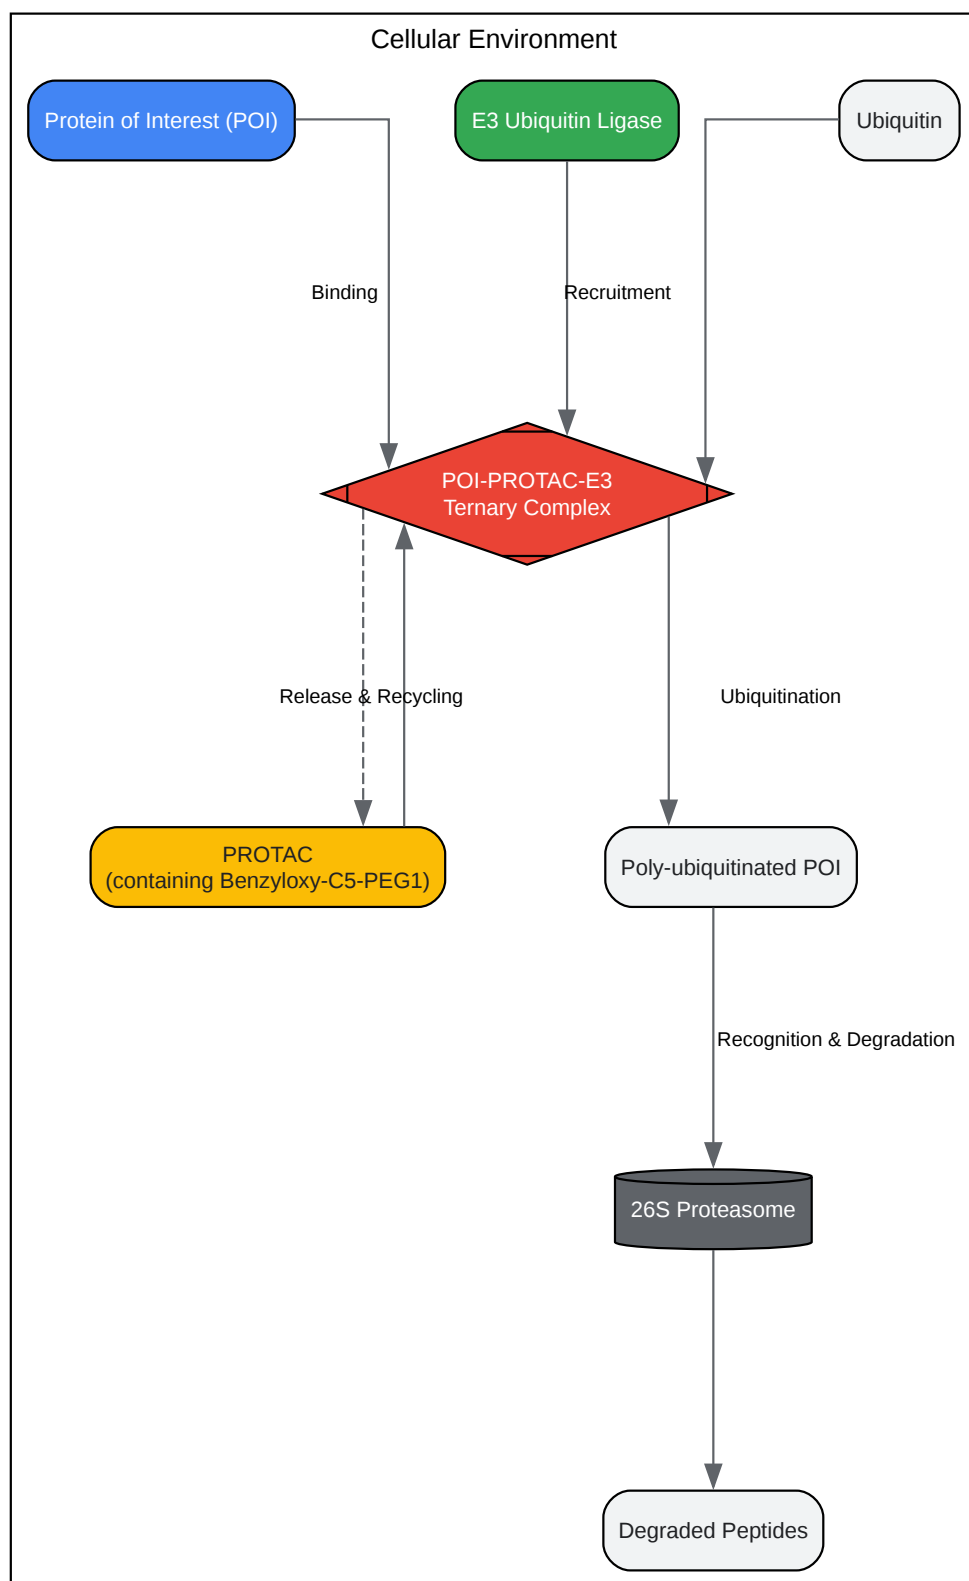 Cellular Environment
Protein of Interest (POI)
E3 Ubiquitin Ligase
Ubiquitin
Binding
Recruitment
POI-PROTAC-E3
Ternary Complex
Release & Recycling
Ubiquitination
PROTAC
(containing Benzyloxy-C5-PEG1)
Poly-ubiquitinated POI
Recognition & Degradation
26S Proteasome
Degraded Peptides